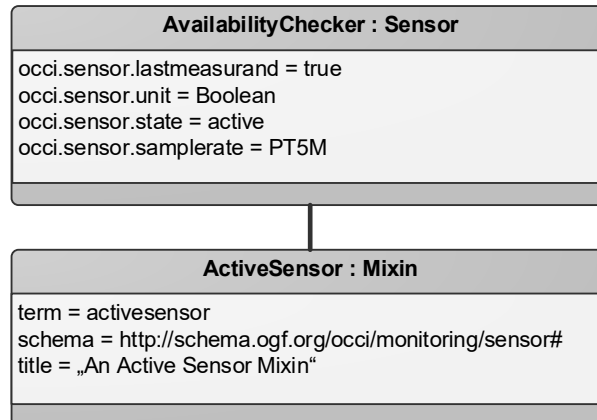 AvailabilityChecker : Sensor
occi.sensor.lastmeasurand = true
occi.sensor.unit = Boolean
occi.sensor.state = active
occi.sensor.samplerate = PT5M
ActiveSensor : Mixin
term = activesensor
schema = http://schema.ogf.org/occi/monitoring/sensor#
title = „An Active Sensor Mixin“